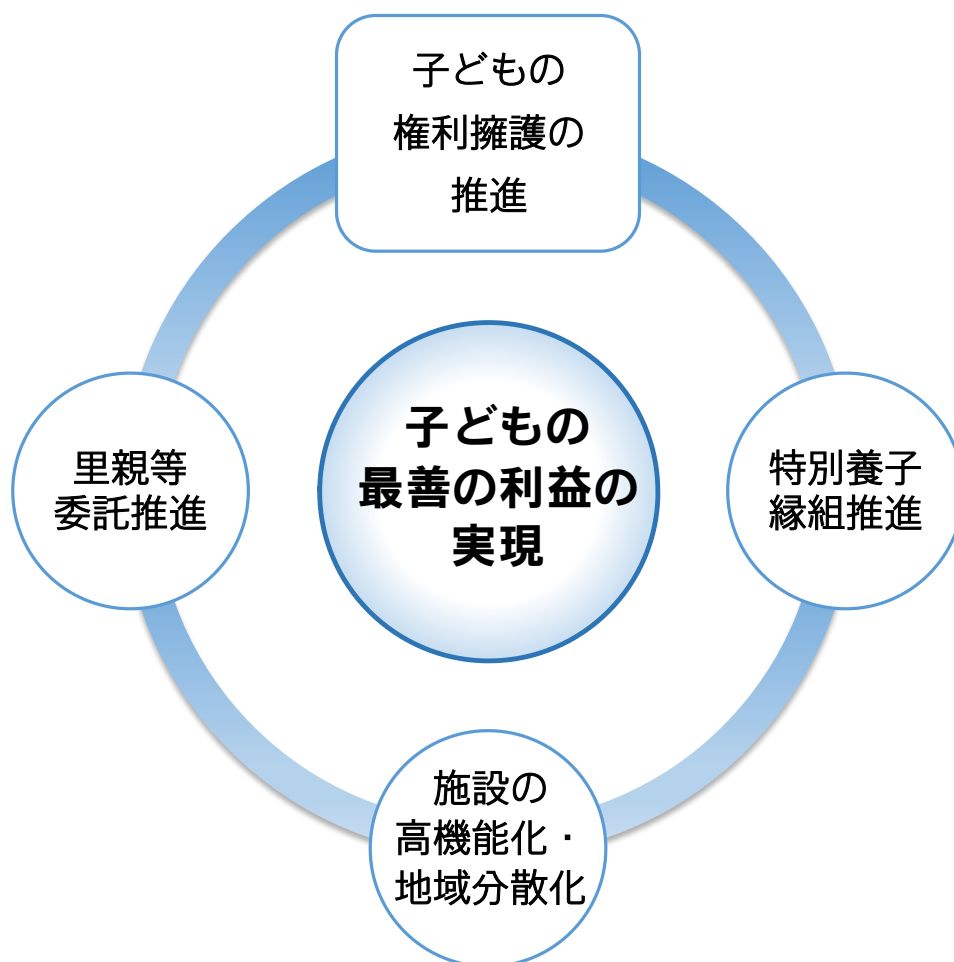 子どもの
権利擁護の
推進
里親等
委託推進
子どもの
最善の利益の
実現
特別養子
縁組推進
施設の
高機能化・
地域分散化